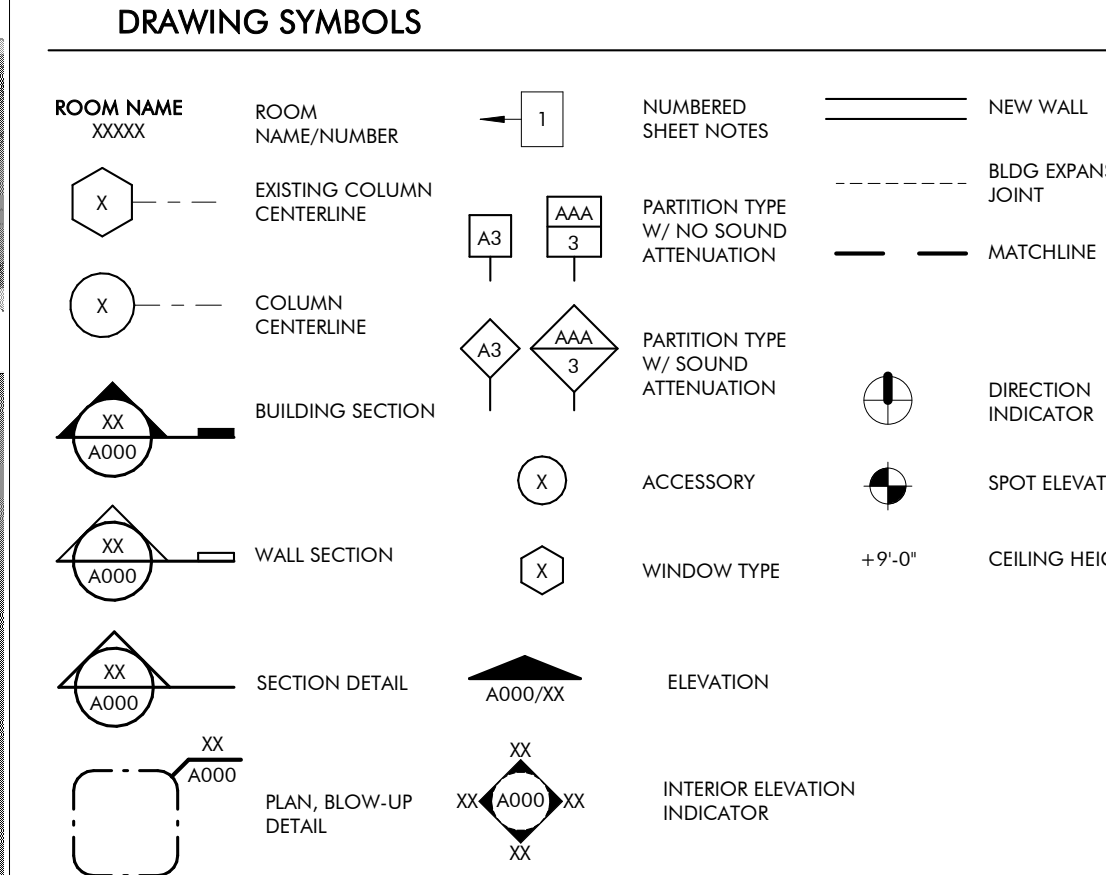 DRAWING SYMBOLS
ROOM NAME
XXXXX
ROOM
NAME/NUMBER
X
EXISTING COLUMN
CENTERLINE
X
COLUMN
CENTERLINE
XX
A000
BUILDING SECTION
XX
A000
WALL SECTION
XX
A000
SECTION DETAIL
XX
A000
PLAN, BLOW-UP
DETAIL
1
NUMBERED
SHEET NOTES
A3
AAA
3
PARTITION TYPE
W/ NO SOUND
ATTENUATION
A3
AAA
3
PARTITION TYPE
W/ SOUND
ATTENUATION
X
ACCESSORY
X
WINDOW TYPE
A000/XX
ELEVATION
XX
XX A000 XX
XX
INTERIOR ELEVATION
INDICATOR
NEW WALL
BLDG
JOINT
MATCHLINE
DIRECTION
INDICATOR
SPOT
+9'-0"
CEILING